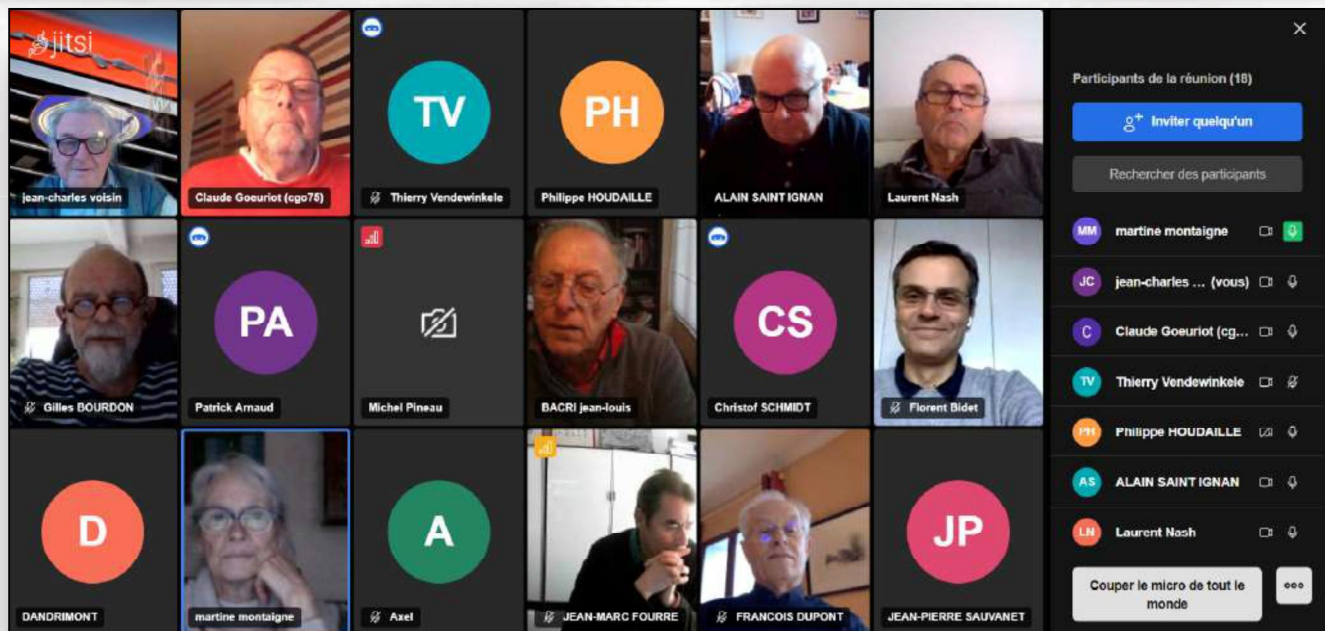 jitsi
jean-charles voisin
Claude Goeuriot (cgo75)
TV
Thierry Vendewinkele
PH
Philippe HOUDAILLE
ALAIN SAINT IGNAN
Laurent Nash
Gilles BOURDON
PA
Patrick Arnaud
Michel Pineau
BACRI jean-louis
CS
Christof SCHMIDT
Florent Bidet
D
DANDRIMONT
martine montaigne
A
Axel
JEAN-MARC FOURRE
FRANCOIS DUPONT
JP
JEAN-PIERRE SAUVANET
Participants de la réunion (18)
Inviter quelqu'un
Rechercher des participants
MM martine montaigne
JC jean-charles ... (vous)
C Claude Goeuriot (cg...
TV Thierry Vendewinkele
PH Philippe HOUDAILLE
AS ALAIN SAINT IGNAN
LN Laurent Nash
Couper le micro de tout le
monde